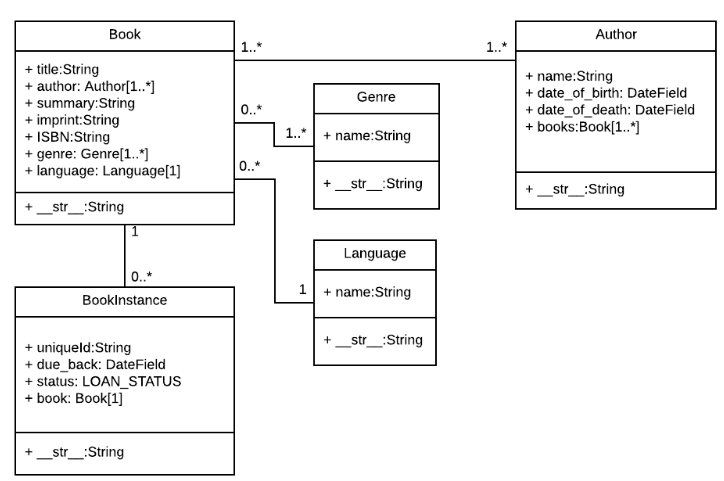 Book
+ title:String
+ author: Author[1..*]
+ summary:String
+ imprint:String
+ ISBN:String
+ genre: Genre[1..*]
+ language: Language[1]
+ __str__:String
1..*
1..*
Author
+ name:String
+ date_of_birth: DateField
+ date_of_death: DateField
+ books:Book[1..*]
+ __str__:String
0..*
1..*
Genre
+ name:String
+ __str__:String
0..*
1
Language
+ name:String
+ __str__:String
1
0..*
BookInstance
+ uniqueId:String
+ due_back: DateField
+ status: LOAN_STATUS
+ book: Book[1]
+ __str__:String